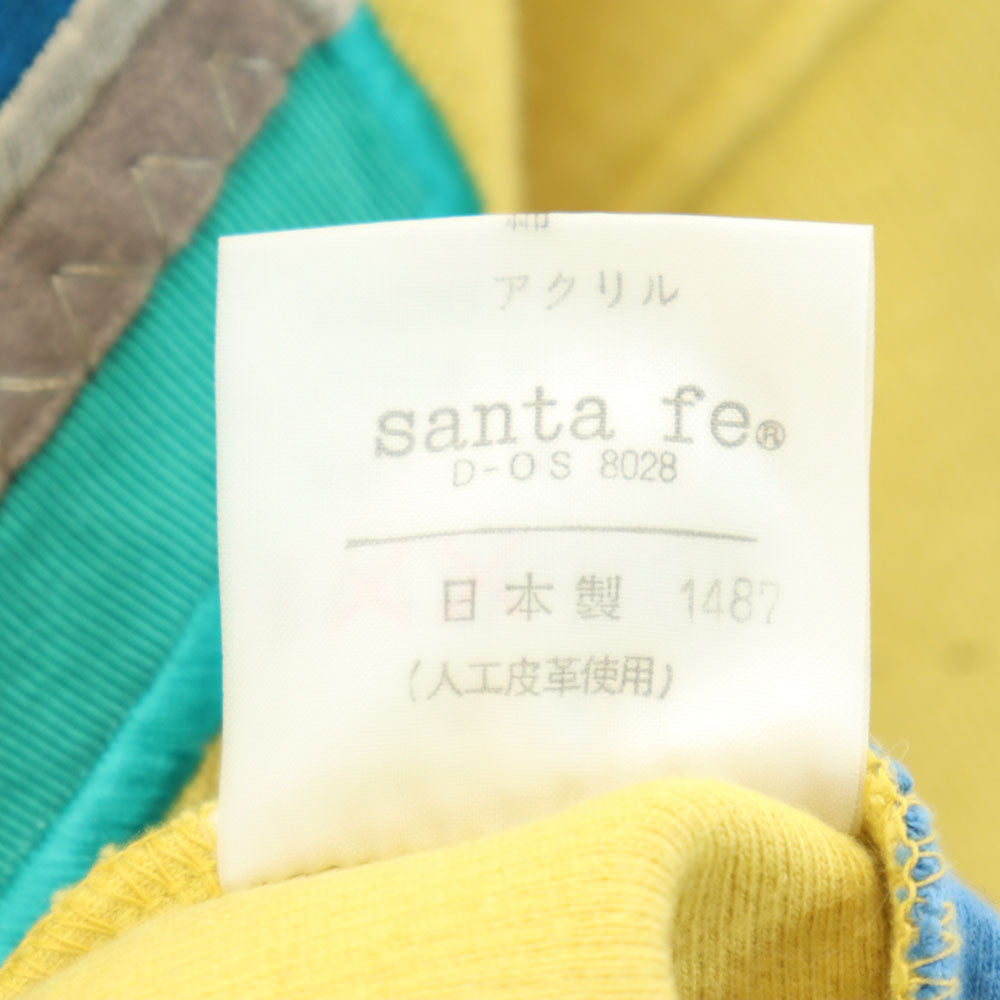 アクリル
santa fe®
D-OS 8028
日本製 1487
(人工皮革使用)